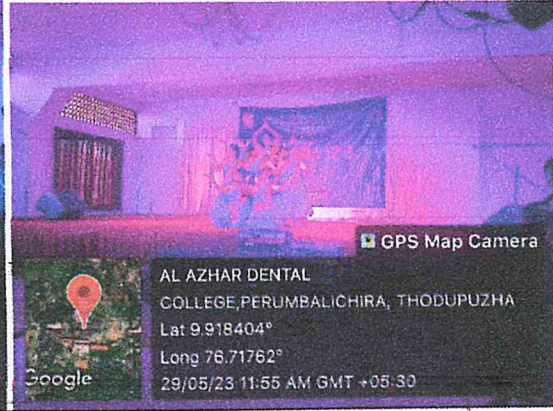 GPS Map Camera
AL AZHAR DENTAL
COLLEGE,PERUMBALICHIRA, THODUPUZHA
Lat 9.918404°
Long 76.71762°
29/05/23 11:55 AM GMT +05:30
Google